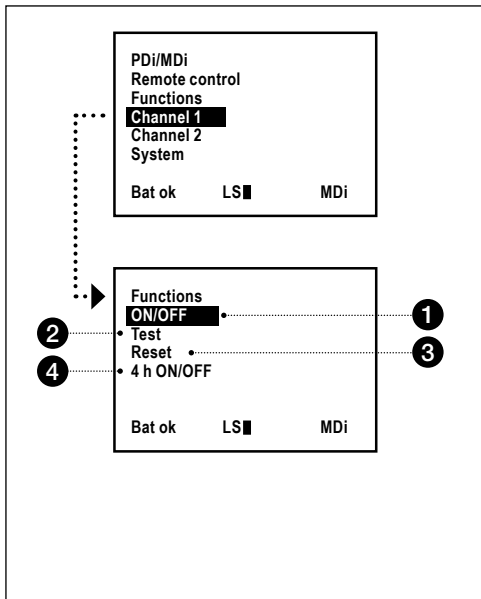 PDi/MDi
Remote control
Functions
Channel 1
Channel 2
System
Bat ok LS MDi
Functions
ON/OFF 1
2 Test
Reset 3
4 4 h ON/OFF
Bat ok LS MDi